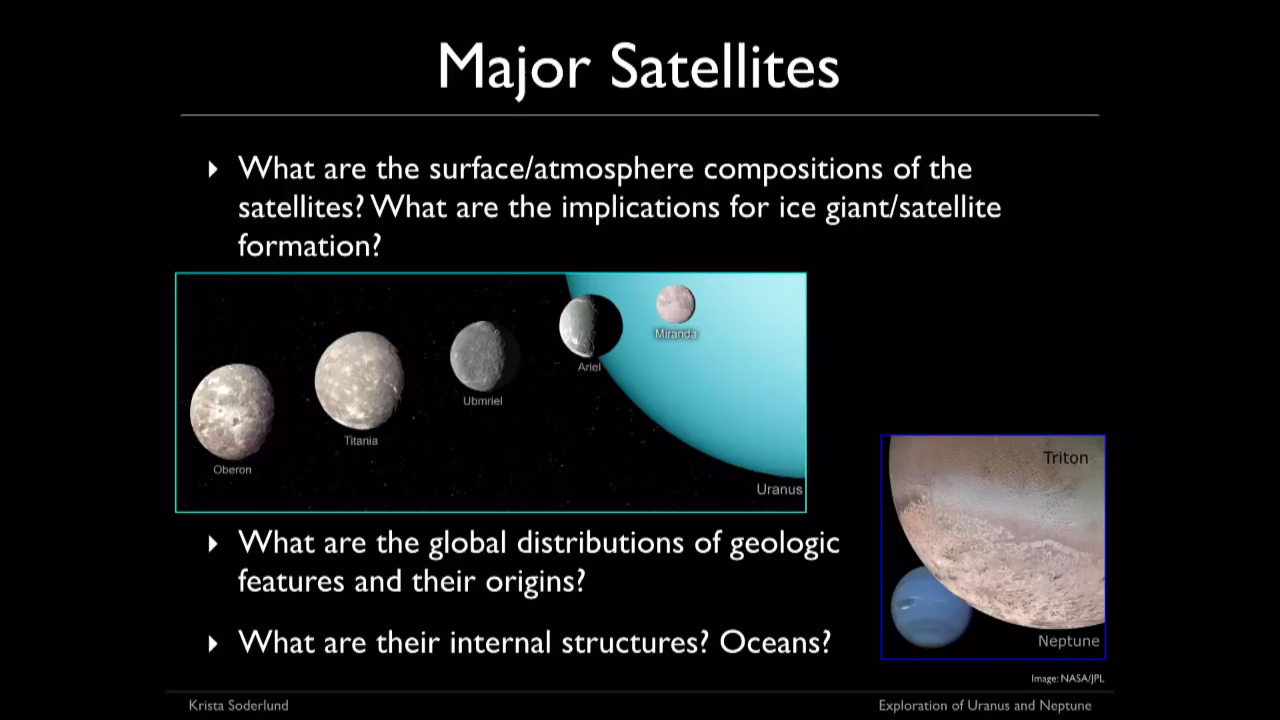 Major Satellites
What are the surface/atmosphere compositions of the
satellites? What are the implications for ice giant/satellite
formation?
Miranda
Ariel
Ubmriel
Titania
Oberon
Uranus
Triton
Neptune
What are the global distributions of geologic
features and their origins?
What are their internal structures? Oceans?
Image: NASA/JPL
Krista Soderlund
Exploration of Uranus and Neptune